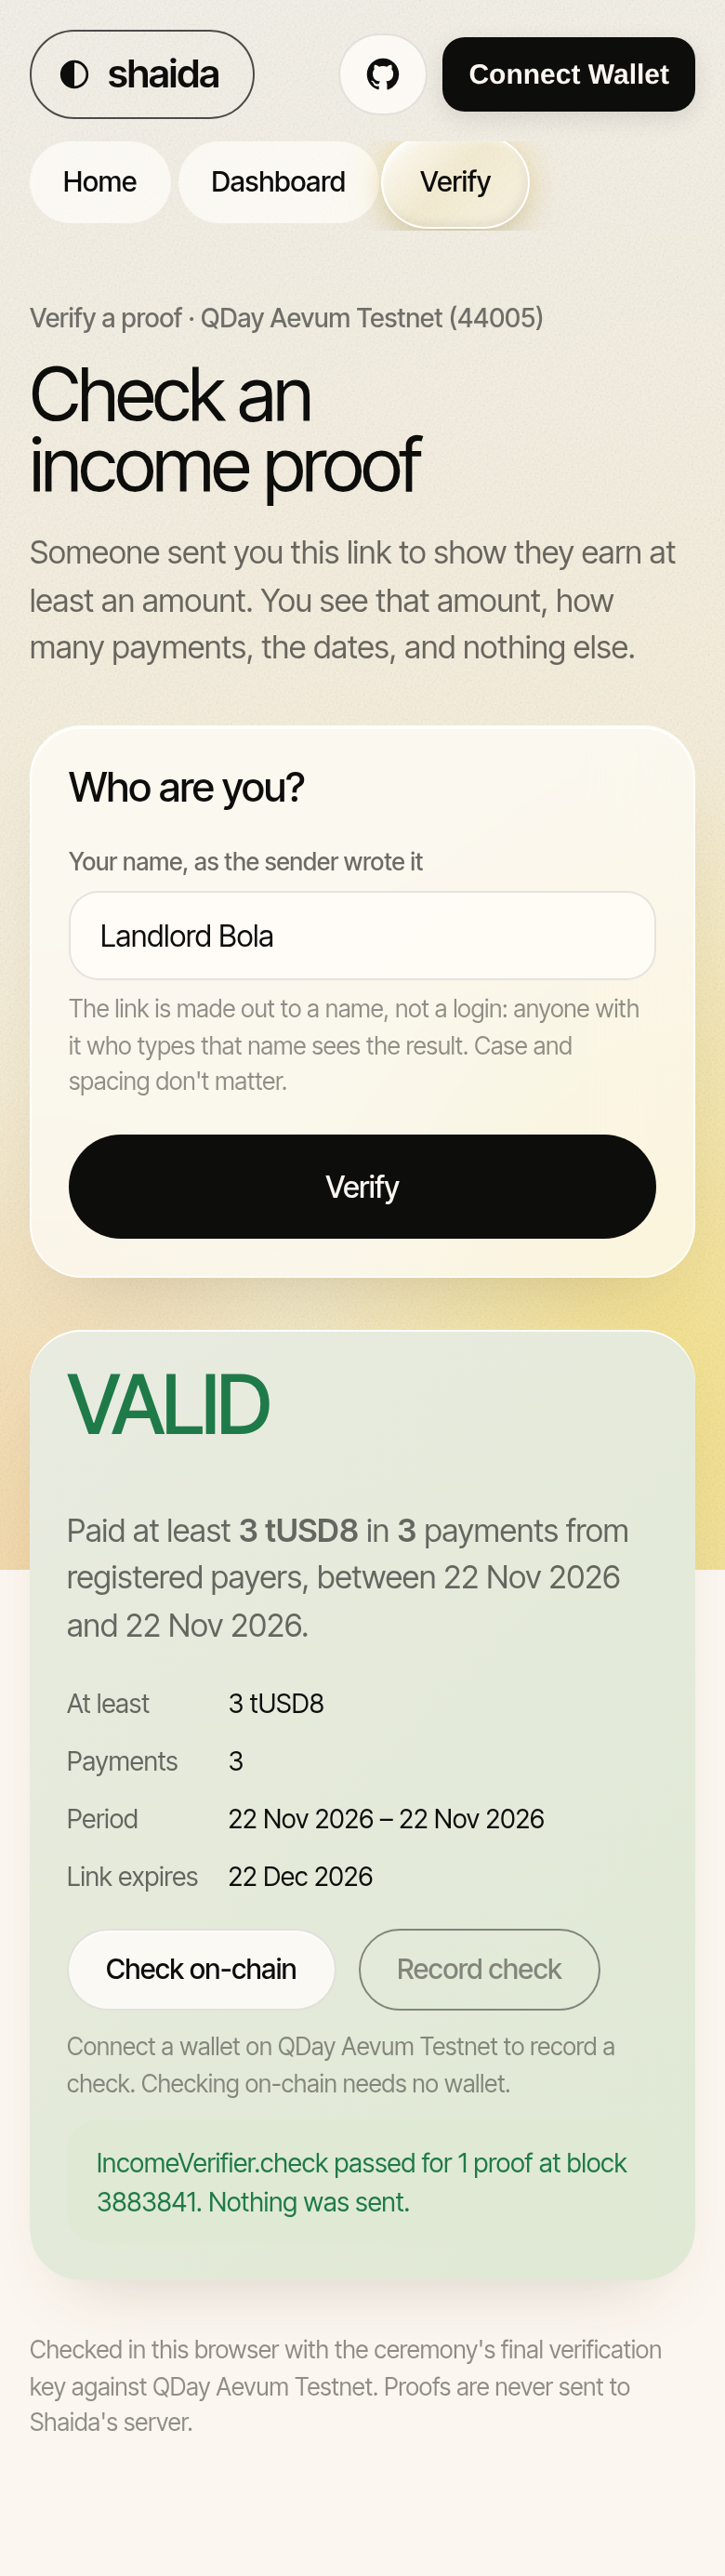 shaida
Connect Wallet
Home
Dashboard
Verify
Verify a proof · QDay Aevum Testnet (44005)
Check an
income proof
Someone sent you this link to show they earn at
least an amount. You see that amount, how
many payments, the dates, and nothing else.
Who are you?
Your name, as the sender wrote it
Landlord Bola
The link is made out to a name, not a login: anyone with
it who types that name sees the result. Case and
spacing don't matter.
Verify
VALID
Paid at least 3 tUSD8 in 3 payments from
registered payers, between 22 Nov 2026
and 22 Nov 2026.
At least 3 tUSD8
Payments 3
Period 22 Nov 2026 – 22 Nov 2026
Link expires 22 Dec 2026
Check on-chain
Record check
Connect a wallet on QDay Aevum Testnet to record a
check. Checking on-chain needs no wallet.
IncomeVerifier.check passed for 1 proof at block
3883841. Nothing was sent.
Checked in this browser with the ceremony's final verification
key against QDay Aevum Testnet. Proofs are never sent to
Shaida's server.